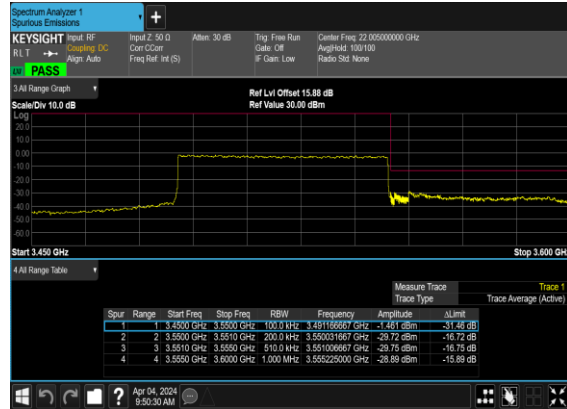 Spectrum Analyzer 1
Spurious Emissions
KEYSIGHT Input: RF Input Z: 50 Ω Atten: 30 dB Trig: Free Run Center Freq: 22.005000000 GHz
RLT Coupling: DC Corr CCorr Gate: Off Avg|Hold: 100/100
Align: Auto Freq Ref: Int (S) IF Gain: Low Radio Std: None
PASS
3 All Range Graph
Ref Lvl Offset 15.88 dB
Scale/Div 10.0 dB Ref Value 30.00 dBm
Log
20.0
10.0
0.00
-10.0
-20.0
-30.0
-40.0
-50.0
-60.0
Start 3.450 GHz Stop 3.600 GH
4 All Range Table
Measure Trace Trace 1
Trace Type Trace Average (Active)
Spur Range Start Freq Stop Freq RBW Frequency Amplitude ΔLimit
1 1 3.4500 GHz 3.5500 GHz 100.0 kHz 3.491166667 GHz -1.461 dBm -31.46 dB
2 2 3.5500 GHz 3.5510 GHz 200.0 kHz 3.550031667 GHz -29.72 dBm -16.72 dB
3 3 3.5510 GHz 3.5550 GHz 510.0 kHz 3.551006667 GHz -29.75 dBm -16.75 dB
4 4 3.5550 GHz 3.6000 GHz 1.000 MHz 3.555225000 GHz -28.89 dBm -15.89 dB
Apr 04, 2024
9:50:30 AM